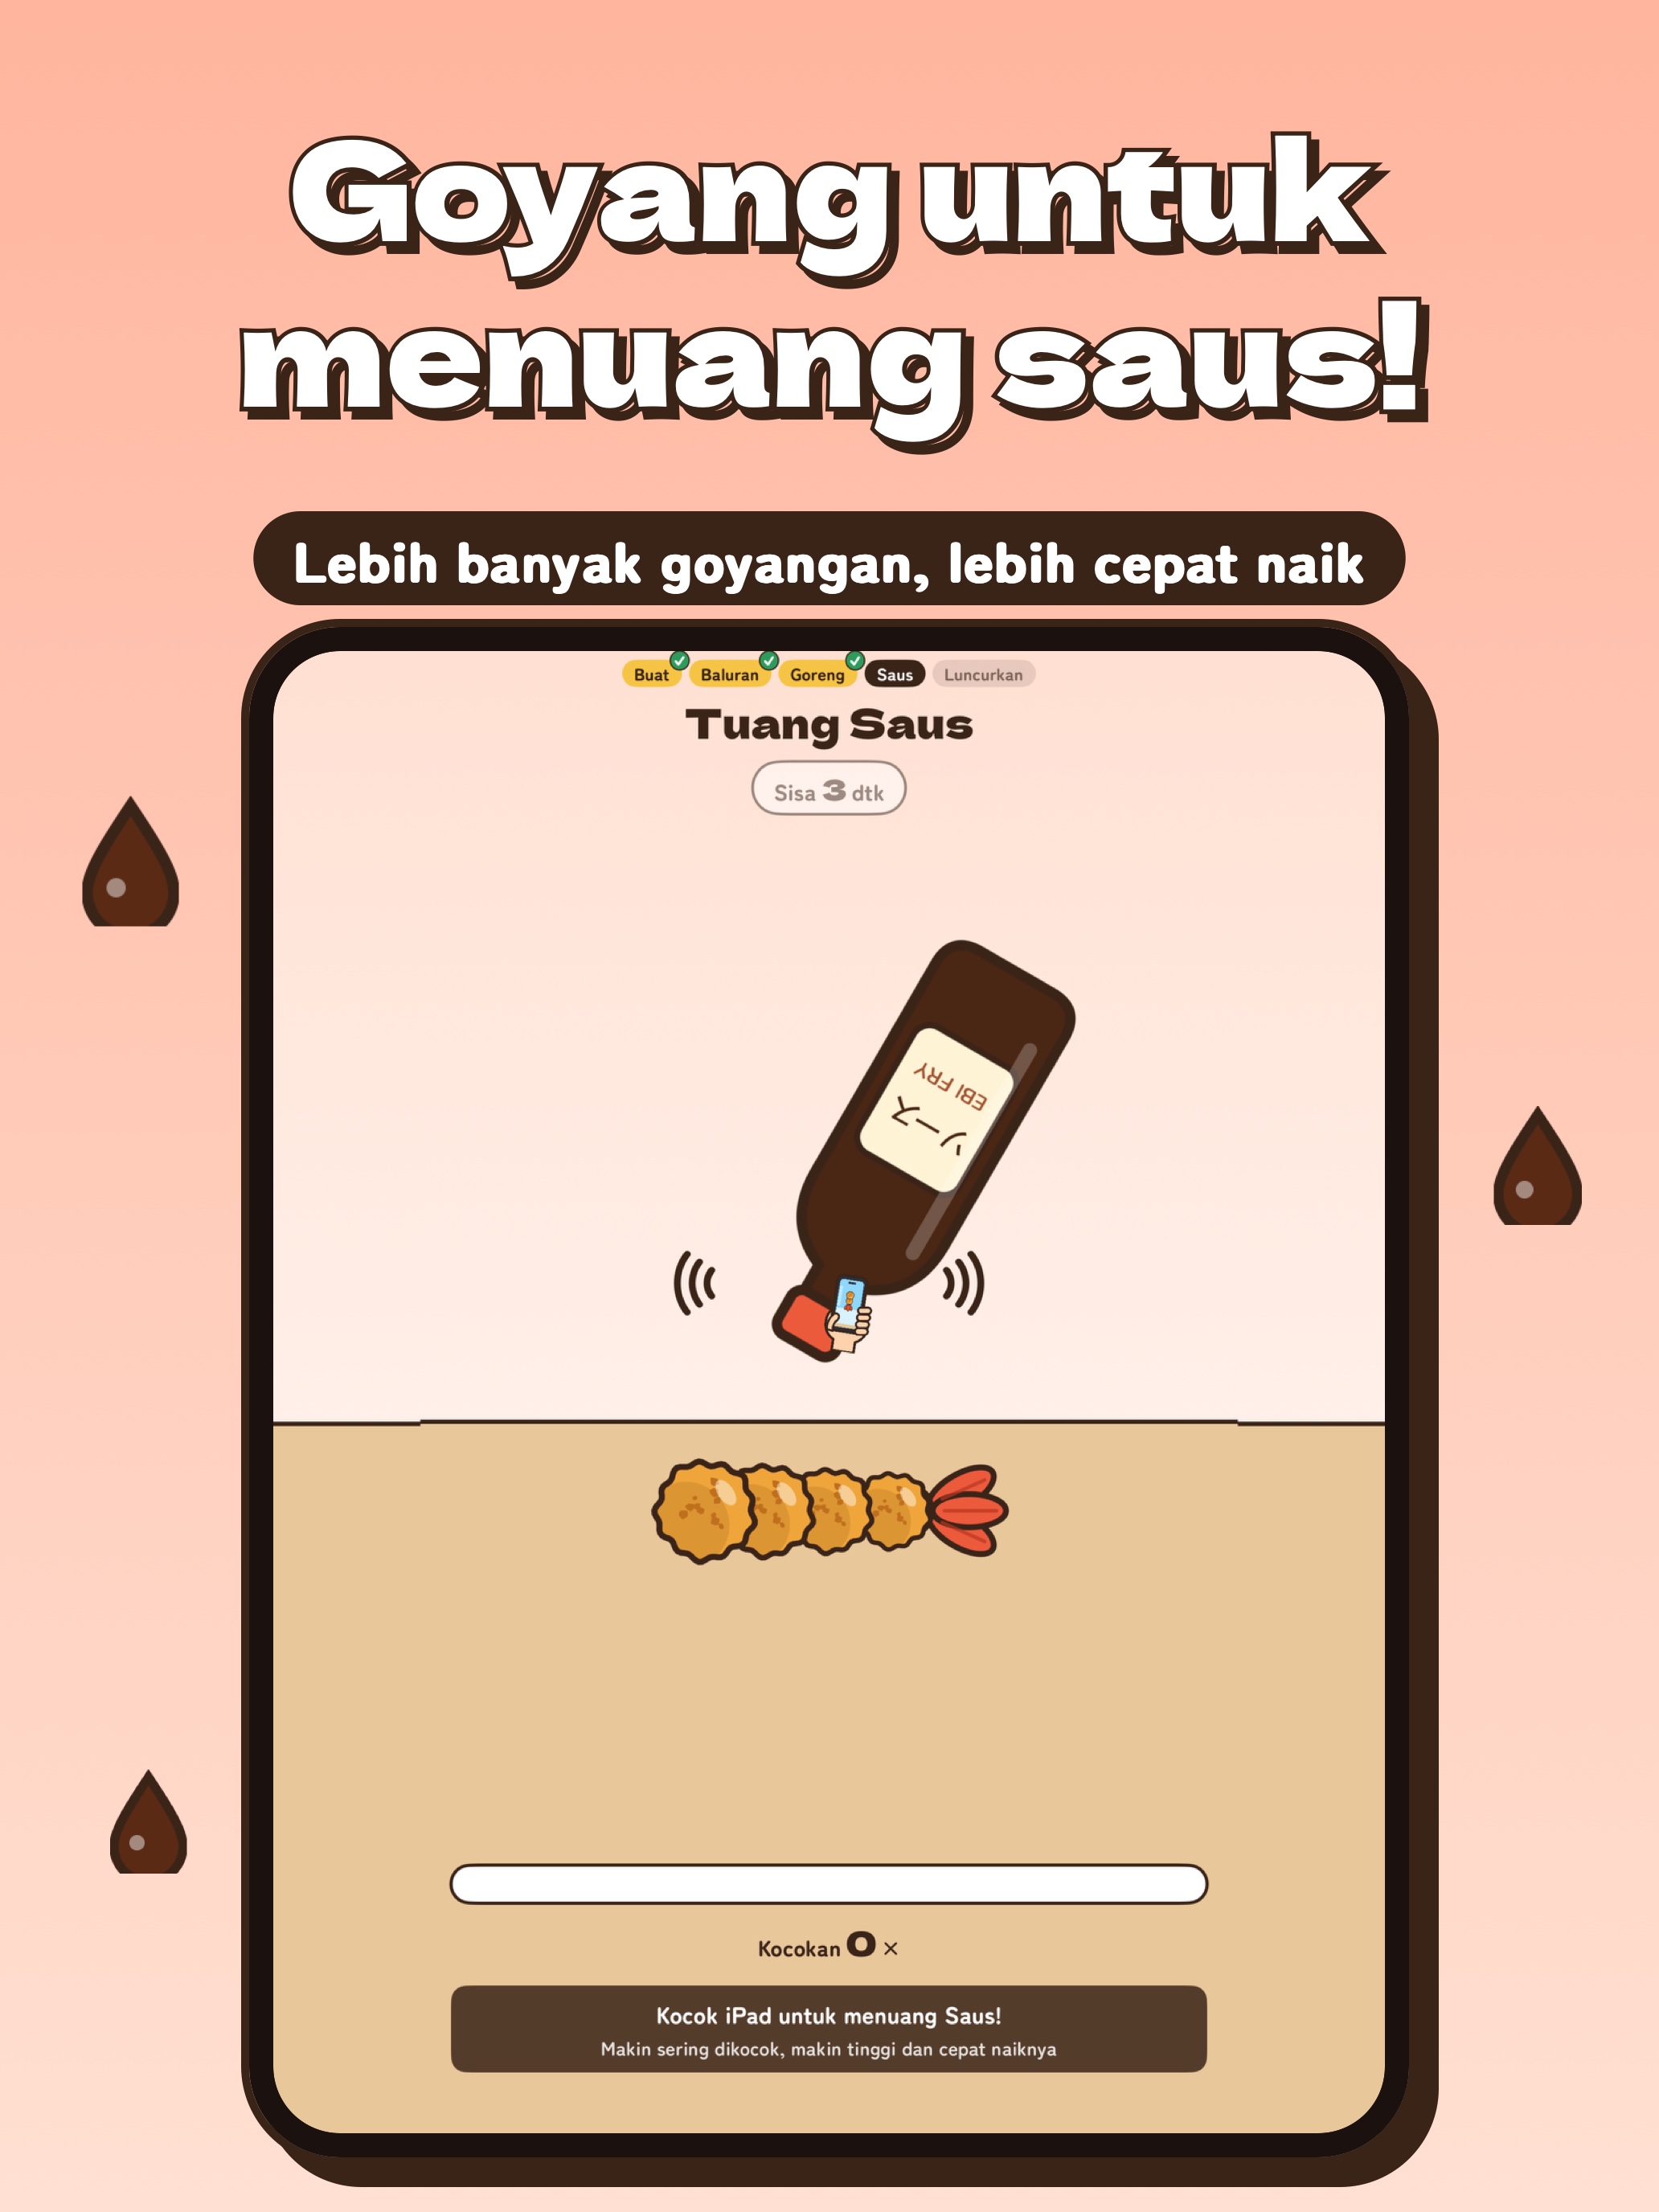 Goyang untuk
menuang saus!
Lebih banyak goyangan, lebih cepat naik
Buat Baluran Goreng Saus Luncurkan
Tuang Saus
Sisa 3 dtk
ソース
EBI FRY
Kocokan 0 ×
Kocok iPad untuk menuang Saus!
Makin sering dikocok, makin tinggi dan cepat naiknya